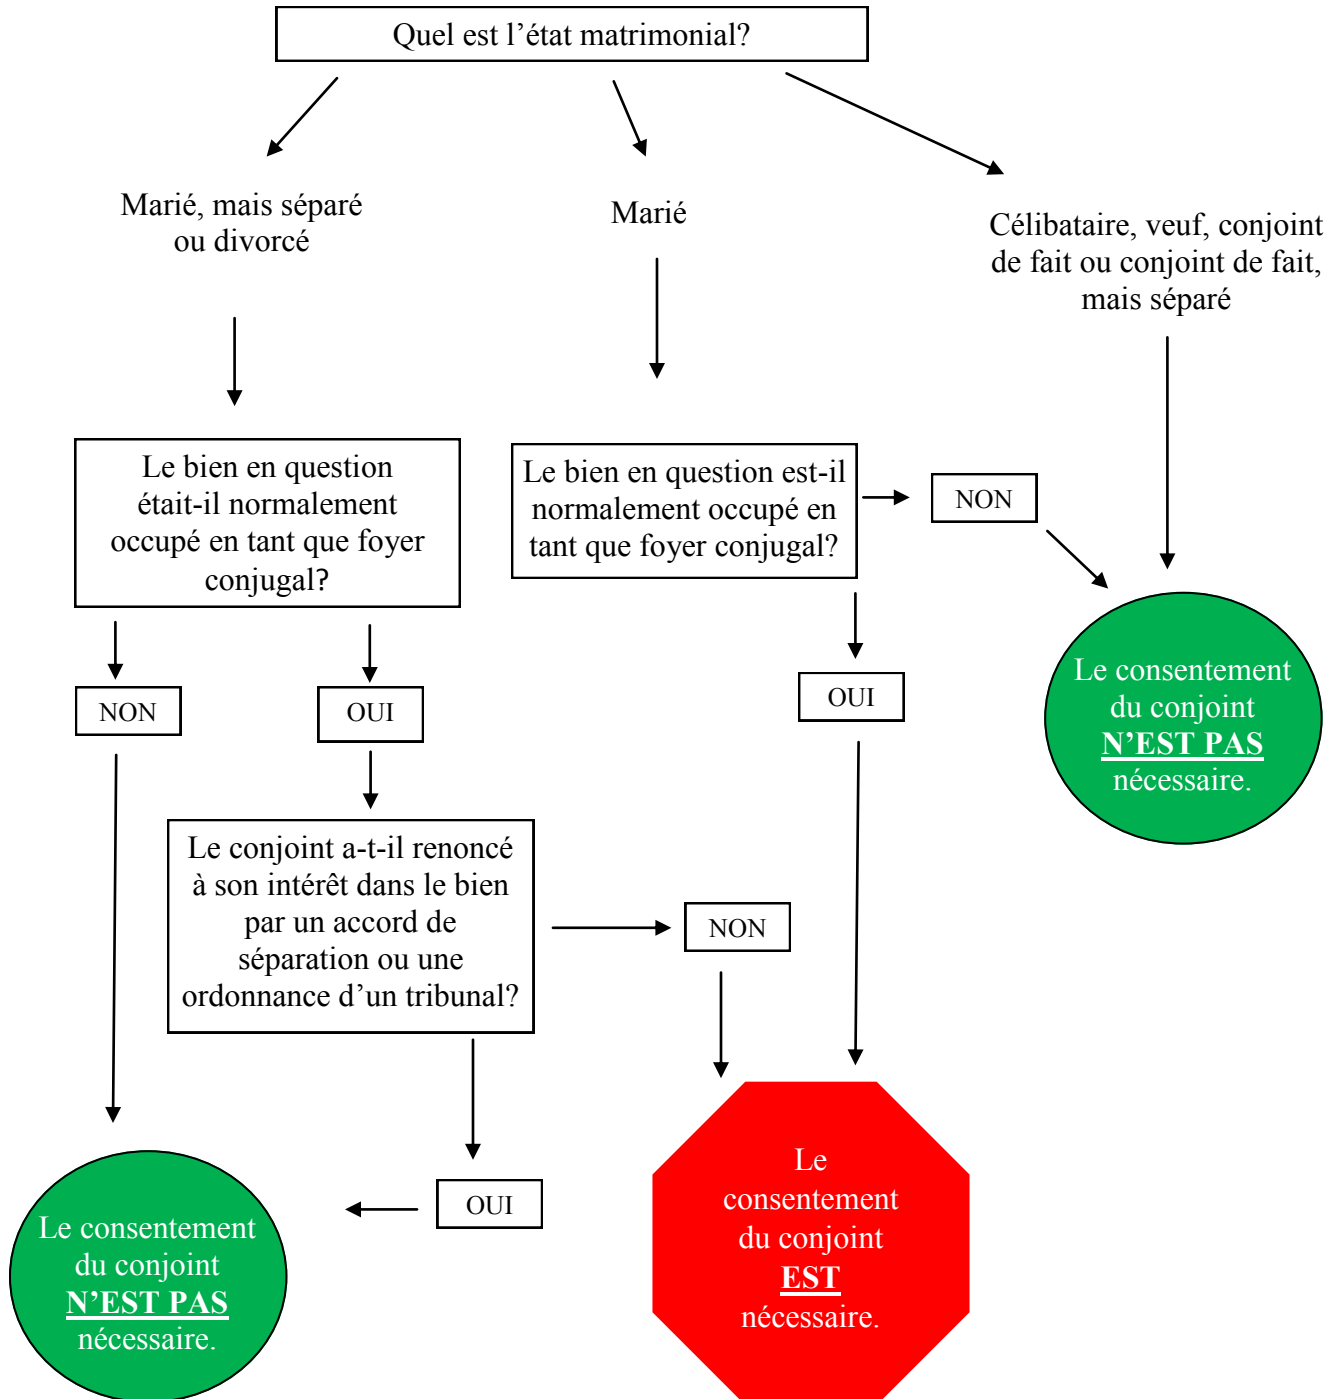 Quel est l’état matrimonial?
Marié, mais séparé
ou divorcé
Marié
Célibataire, veuf, conjoint
de fait ou conjoint de fait,
mais séparé
Le bien en question
était-il normalement
occupé en tant que foyer
conjugal?
Le bien en question est-il
normalement occupé en
tant que foyer conjugal?
NON
NON
OUI
OUI
Le consentement
du conjoint
N’EST PAS
nécessaire.
Le conjoint a-t-il renoncé
à son intérêt dans le bien
par un accord de
séparation ou une
ordonnance d’un tribunal?
NON
OUI
Le consentement
du conjoint
N’EST PAS
nécessaire.
Le
consentement
du conjoint
EST
nécessaire.